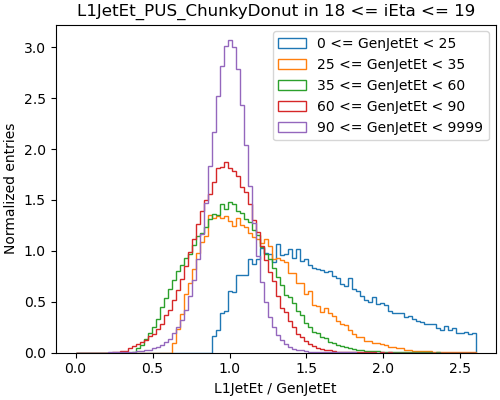 L1JetEt_PUS_ChunkyDonut in 18 <= iEta <= 19
0 <= GenJetEt < 25
25 <= GenJetEt < 35
35 <= GenJetEt < 60
60 <= GenJetEt < 90
90 <= GenJetEt < 9999
Normalized entries
3.0
2.5
2.0
1.5
1.0
0.5
0.0
0.0 0.5 1.0 1.5 2.0 2.5
L1JetEt / GenJetEt